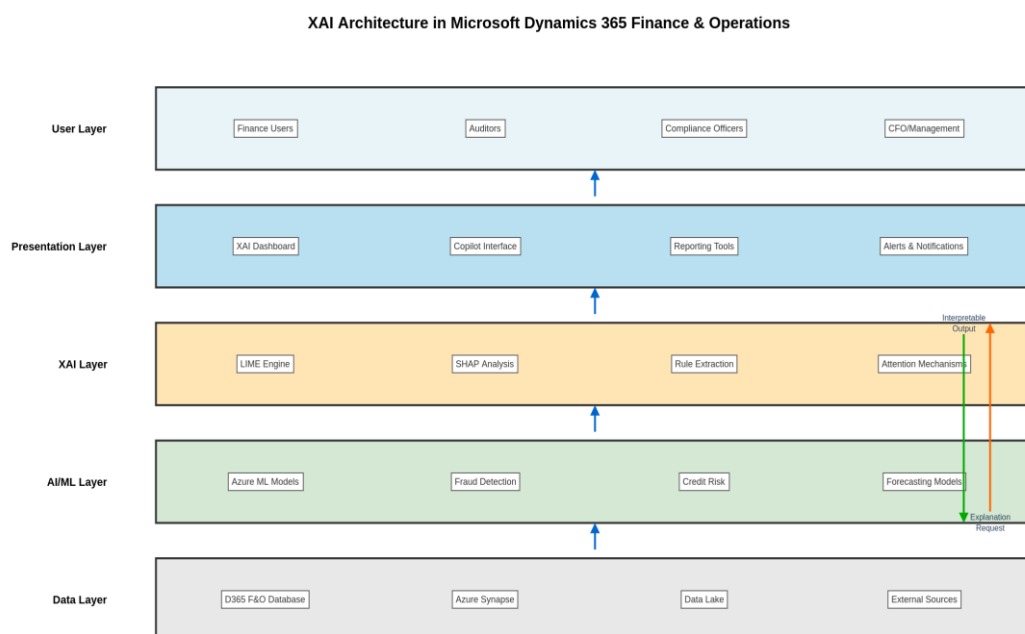 XAI Architecture in Microsoft Dynamics 365 Finance & Operations
User Layer
Finance Users
Auditors
Compliance Officers
CFO/Management
Presentation Layer
XAI Dashboard
Copilot Interface
Reporting Tools
Alerts & Notifications
Interpretable
Output
XAI Layer
LIME Engine
SHAP Analysis
Rule Extraction
Attention Mechanisms
AI/ML Layer
Azure ML Models
Fraud Detection
Credit Risk
Forecasting Models
Explanation
Request
Data Layer
D365 F&O Database
Azure Synapse
Data Lake
External Sources